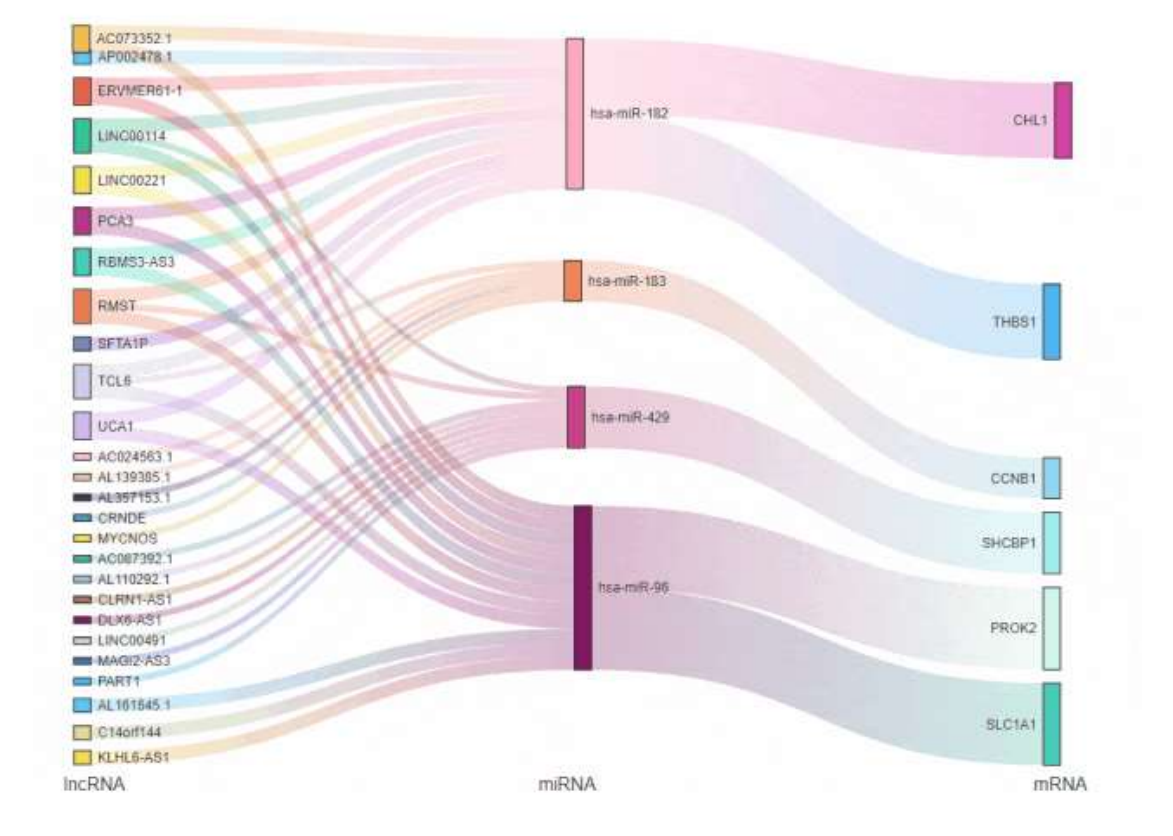 AC073352.1
AP002478.1
ERVMER61-1
LINC00114
LINC00221
PCA3
RBMS3-AS3
RMST
SFTA1P
TCL6
UCA1
AC024563.1
AL139385.1
AL357153.1
CRNDE
MYCNOS
AC087392.1
AL110292.1
CLRN1-AS1
DLX6-AS1
LINC00491
MAGI2-AS3
PART1
AL161645.1
C14orf144
KLHL6-AS1
lncRNA
hsa-miR-182
hsa-miR-183
hsa-miR-429
hsa-miR-96
miRNA
CHL1
THBS1
CCNB1
SHCBP1
PROK2
SLC1A1
mRNA